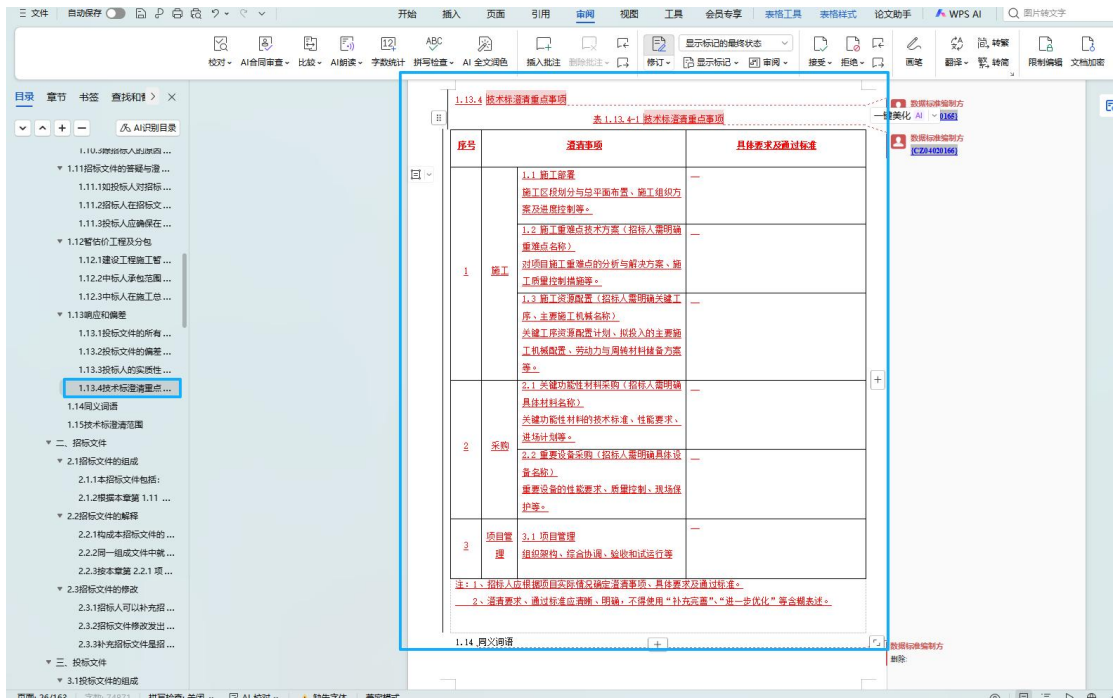 三 文件 自动保存 开始 插入 页面 引用 审阅 视图 工具 会员专享 表格工具 表格样式 论文助手 WPS AI 图片转文字
校对 AI合同审查 比较 AI朗读 字数统计 拼写检查 AI 全文润色 插入批注 删除批注 修订 显示标记的最终状态 显示标记 审阅 接受 拒绝 画笔 翻译 简 转繁 繁 转简 限制编辑 文档加密
目录 章节 书签 查找和
AI识别目录
1.11招标文件的答疑与澄...
1.11.1如投标人对招标...
1.11.2招标人在招标文...
1.11.3投标人应确保在...
1.12暂估价工程及分包
1.12.1建设工程施工暂...
1.12.2中标人承包范围...
1.12.3中标人在施工总...
1.13响应和偏差
1.13.1投标文件的所有...
1.13.2投标文件的偏差...
1.13.3投标人的实质性...
1.13.4技术标澄清重点...
1.14同义词语
1.15技术标澄清范围
二、招标文件
2.1招标文件的组成
2.1.1本招标文件包括:
2.1.2根据本章第 1.11 ...
2.2招标文件的解释
2.2.1构成本招标文件的...
2.2.2同一组成文件中就...
2.2.3按本章第 2.2.1 项...
2.3招标文件的修改
2.3.1招标人可以补充招...
2.3.2招标文件修改发出...
2.3.3补充招标文件是招...
三、投标文件
3.1投标文件的组成
1.13.4 技术标澄清重点事项
表 1.13.4-1 技术标澄清重点事项
序号 澄清事项 具体要求及通过标准
1 施工
1.1 施工部署
施工区段划分与总平面布置、施工组织方
案及进度控制等。
1.2 施工重难点技术方案（招标人需明确
重难点名称）
对项目施工重难点的分析与解决方案、施
工质量控制措施等。
1.3 施工资源配置（招标人需明确关键工
序、主要施工机械名称）
关键工序资源配置计划、拟投入的主要施
工机械配置、劳动力与周转材料储备方案
等。
2 采购
2.1 关键功能性材料采购（招标人需明确
具体材料名称）
关键功能性材料的技术标准、性能要求、
进场计划等。
2.2 重要设备采购（招标人需明确具体设
备名称）
重要设备的性能要求、质量控制、现场保
护等。
3 项目管
理
3.1 项目管理
组织架构、综合协调、验收和试运行等
注：1、招标人应根据项目实际情况确定澄清事项、具体要求及通过标准。
2、澄清要求、通过标准应清晰、明确，不得使用“补充完善”、“进一步优化”等含糊表述。
1.14 同义词语
数据标准编制方
一键美化 AI 0168}
数据标准编制方
{CZ04020166}
数据标准编制方
删除:
页面: 26/163 字数: 74871 拼写检查: 关闭 AI 校对 缺失字体 兼容模式